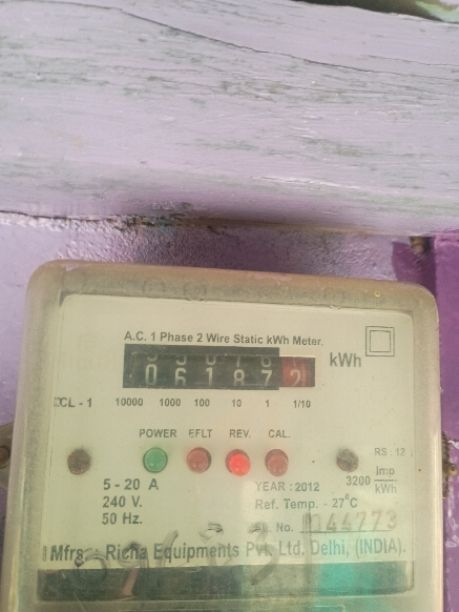 A.C. 1 Phase 2 Wire Static kWh Meter.
061872 kWh
CL - 1 10000 1000 100 10 1 1/10
POWER EFLT REV. CAL.
RS : 12
5 - 20 A YEAR : 2012 3200 Imp/kWh
240 V. Ref. Temp. - 27°C
50 Hz. No. 044773
Mfrs. : Richa Equipments Pvt. Ltd. Delhi, (INDIA).